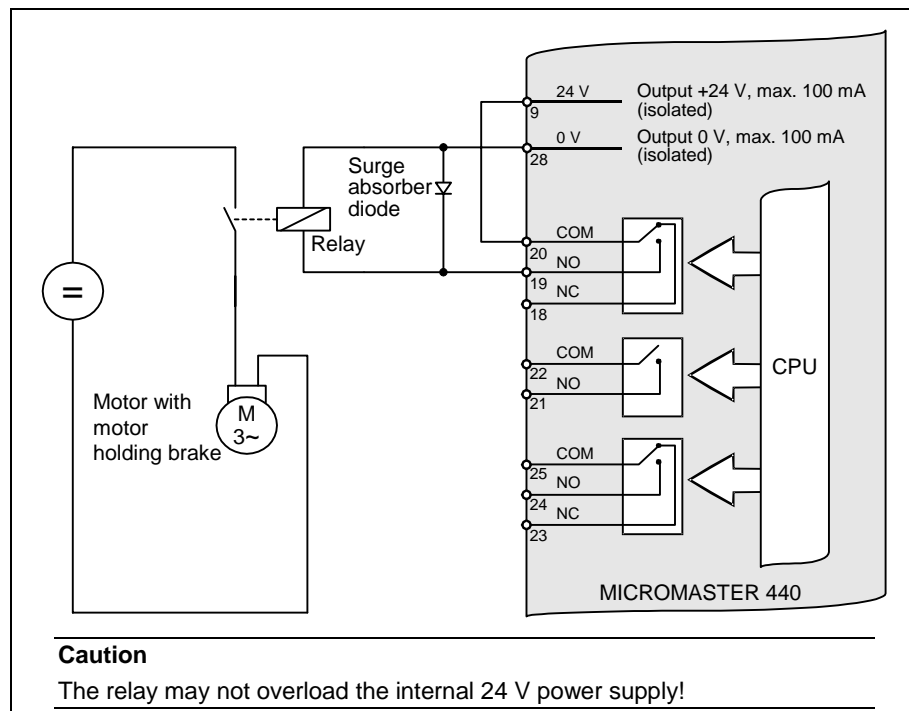 24 V
Output +24 V, max. 100 mA
(isolated)
9
0 V
Output 0 V, max. 100 mA
(isolated)
28
Surge
absorber
diode
Relay
COM
20
NO
19
NC
18
=
COM
22
NO
21
CPU
Motor with
motor
holding brake
M
3~
COM
25
NO
24
NC
23
MICROMASTER 440
Caution
The relay may not overload the internal 24 V power supply!